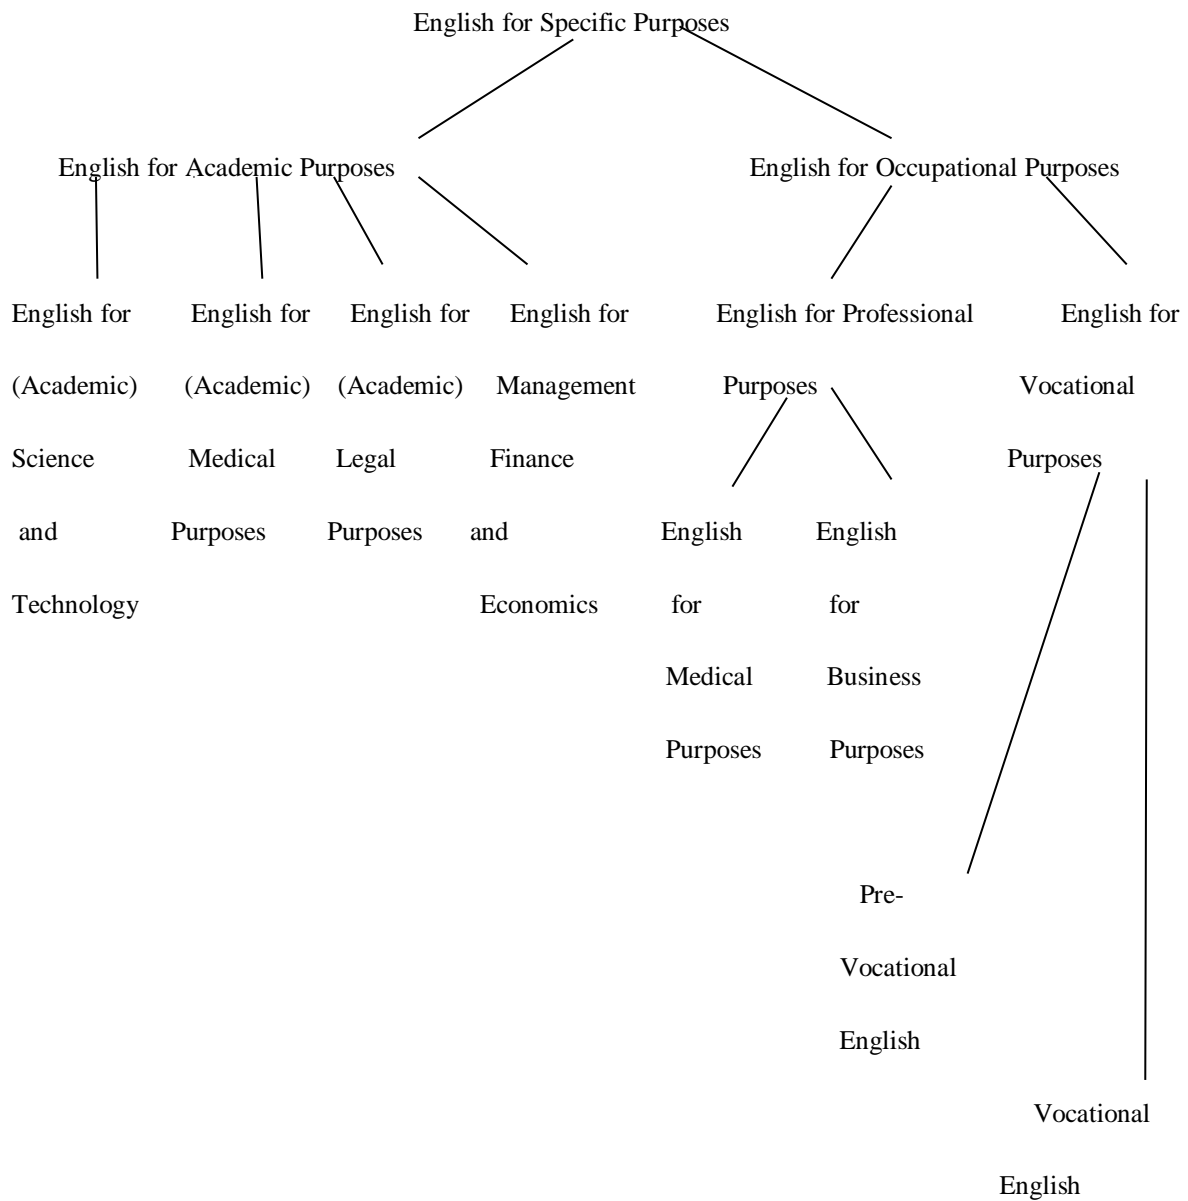 English for Specific Purposes
English for Academic Purposes English for Occupational Purposes
English for English for English for English for English for Professional English for
(Academic) (Academic) (Academic) Management Purposes Vocational
Science Medical Legal Finance Purposes
and Purposes Purposes and English English
Technology Economics for for
Medical Business
Purposes Purposes
Pre-
Vocational
English
Vocational
English